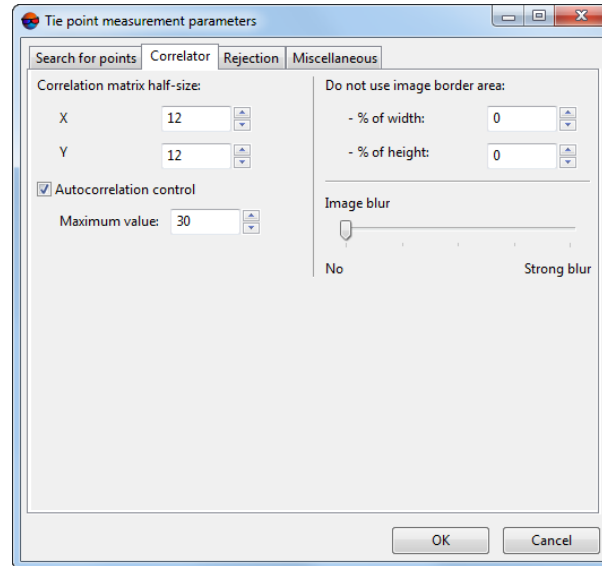 Tie point measurement parameters
Search for points Correlator Rejection Miscellaneous
Correlation matrix half-size:
X 12
Y 12
Autocorrelation control
Maximum value: 30
Do not use image border area:
- % of width: 0
- % of height: 0
Image blur
No Strong blur
OK Cancel